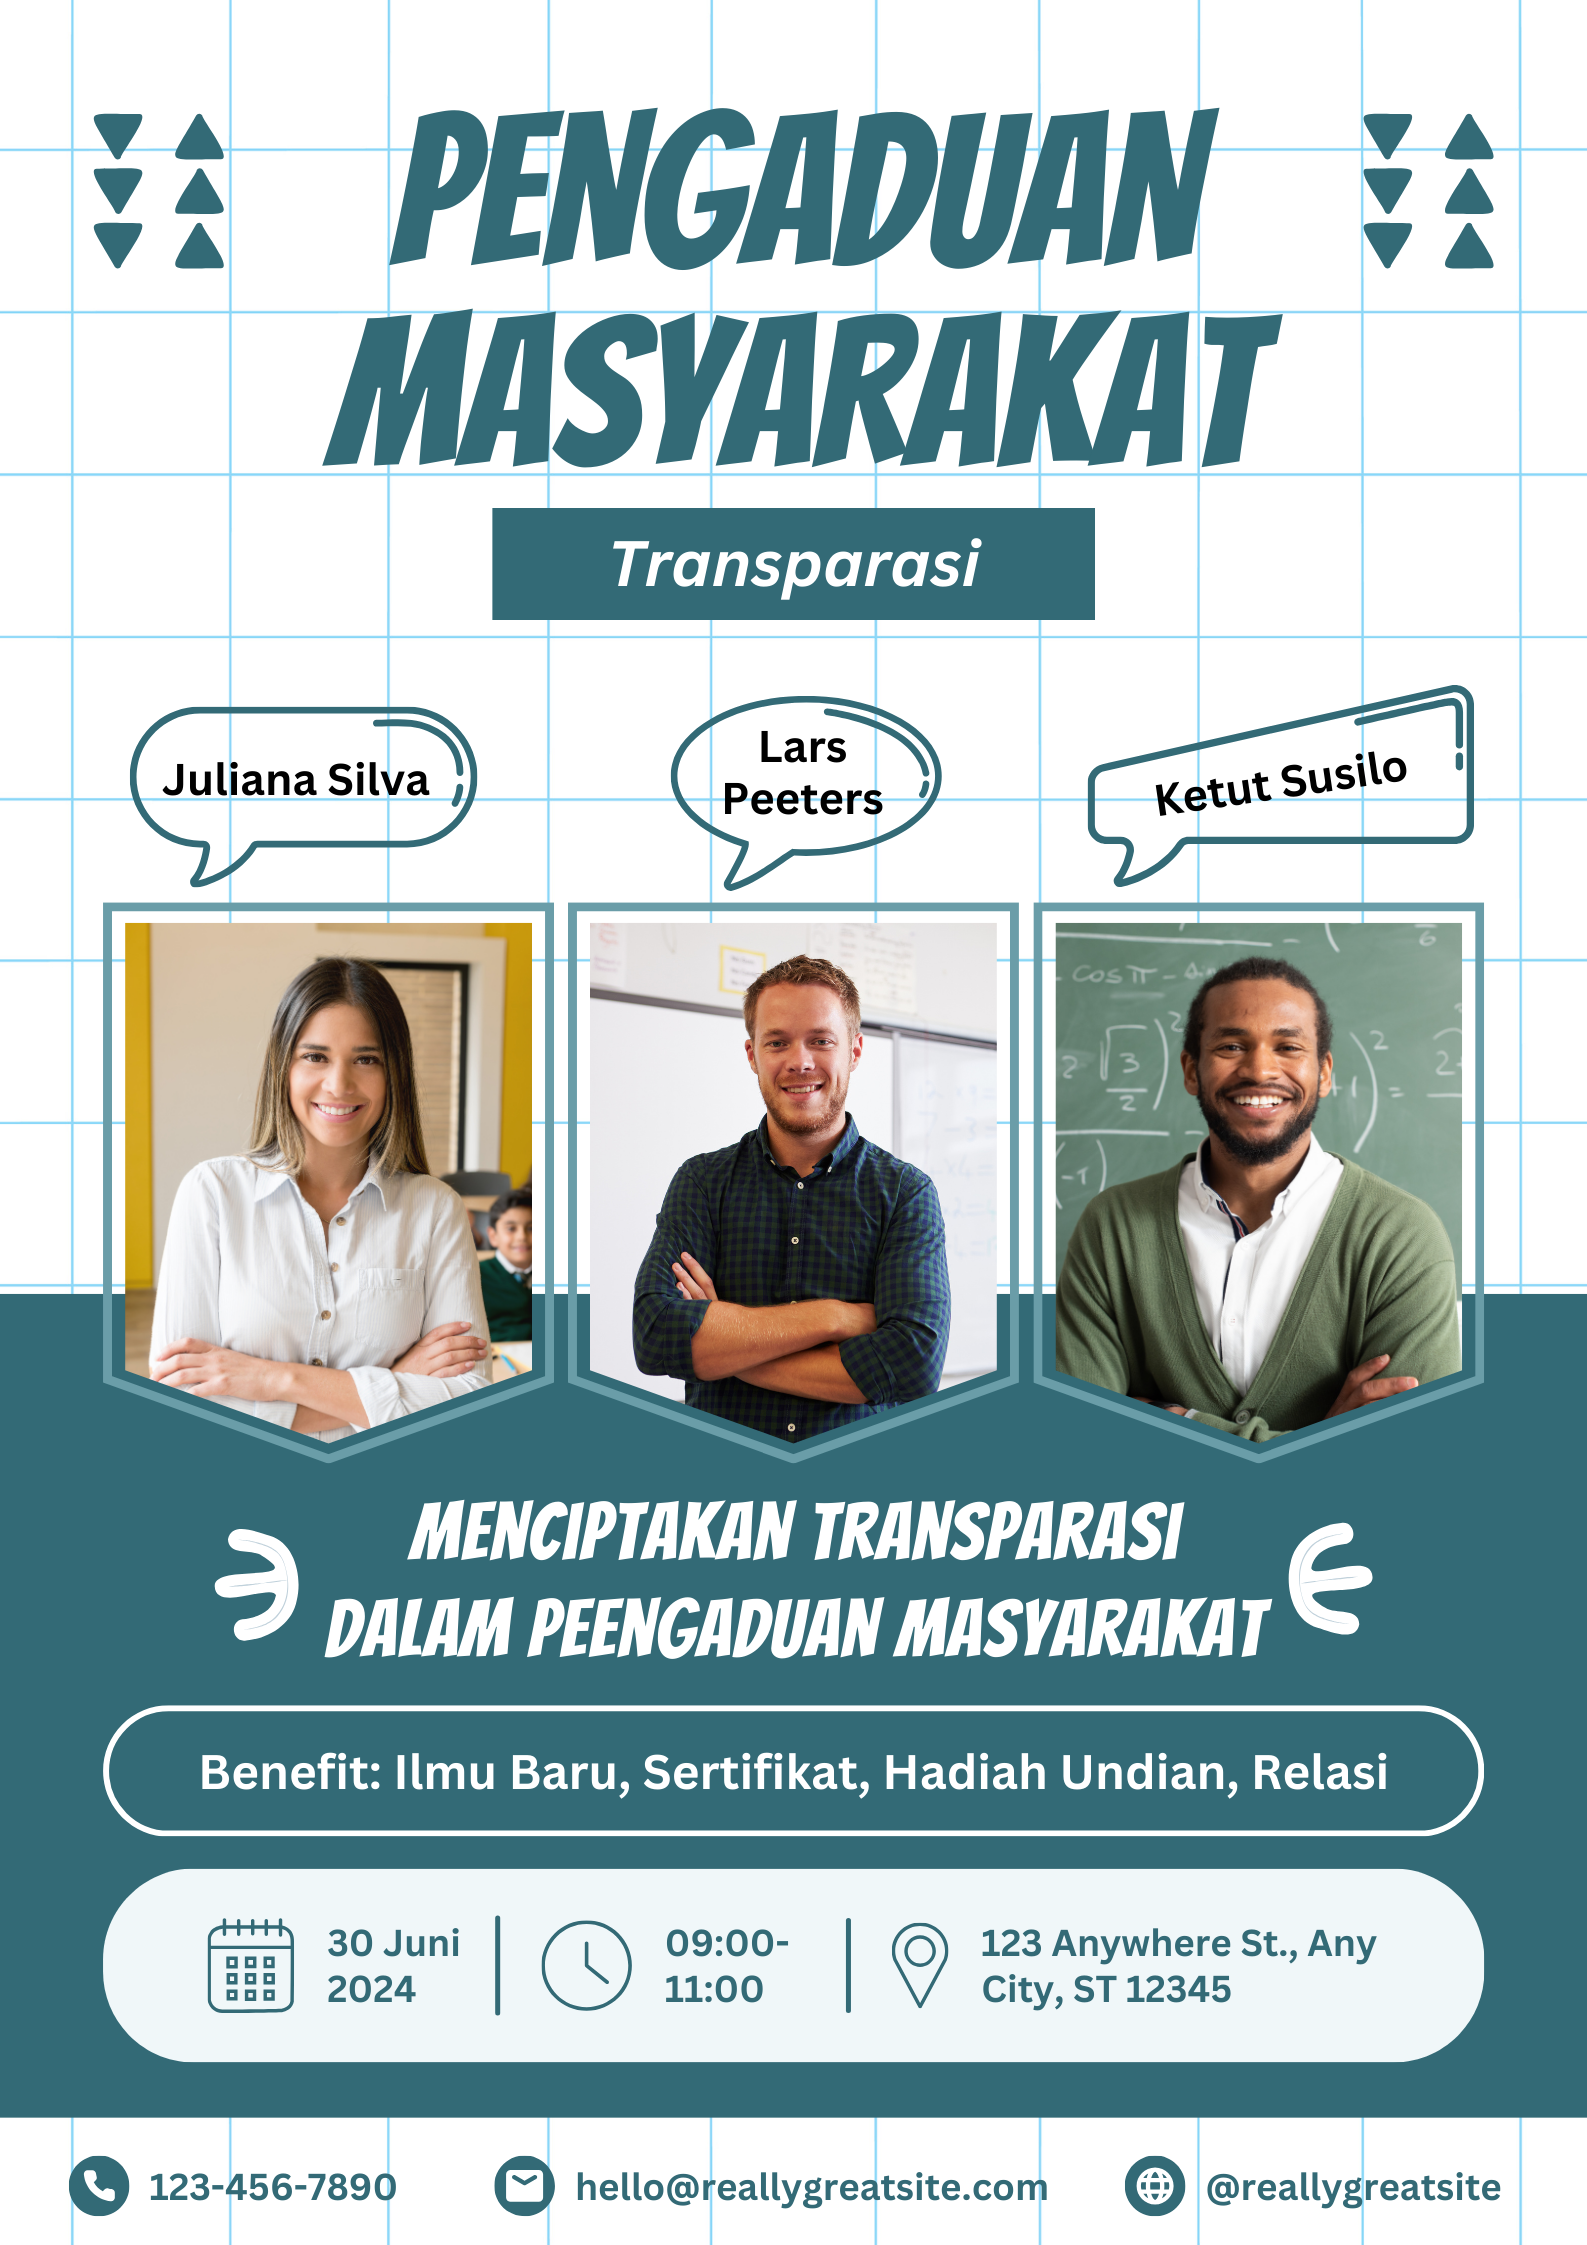 PENGADUAN
MASYARAKAT
Transparasi
Juliana Silva
Lars
Peeters
Ketut Susilo
MENCIPTAKAN TRANSPARASI
DALAM PEENGADUAN MASYARAKAT
Benefit: Ilmu Baru, Sertifikat, Hadiah Undian, Relasi
30 Juni
2024
09:00-
11:00
123 Anywhere St., Any
City, ST 12345
123-456-7890
hello@reallygreatsite.com
@reallygreatsite